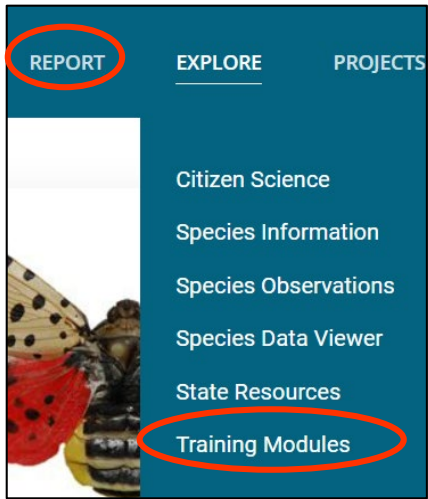 REPORT EXPLORE PROJECTS
Citizen Science
Species Information
Species Observations
Species Data Viewer
State Resources
Training Modules